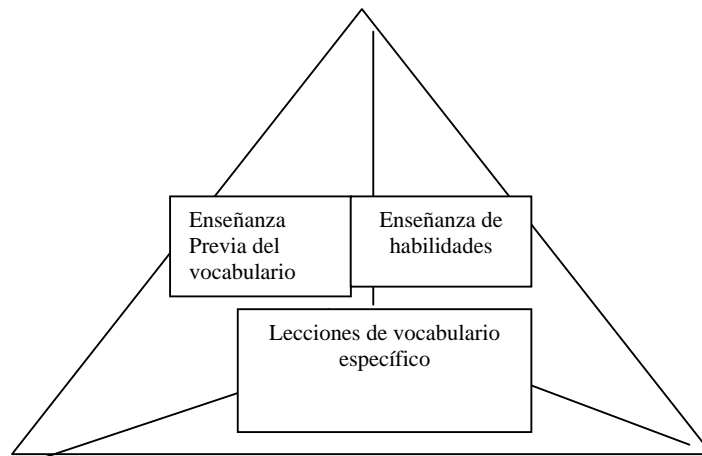 Enseñanza
Previa del
vocabulario
Enseñanza de
habilidades
Lecciones de vocabulario
específico